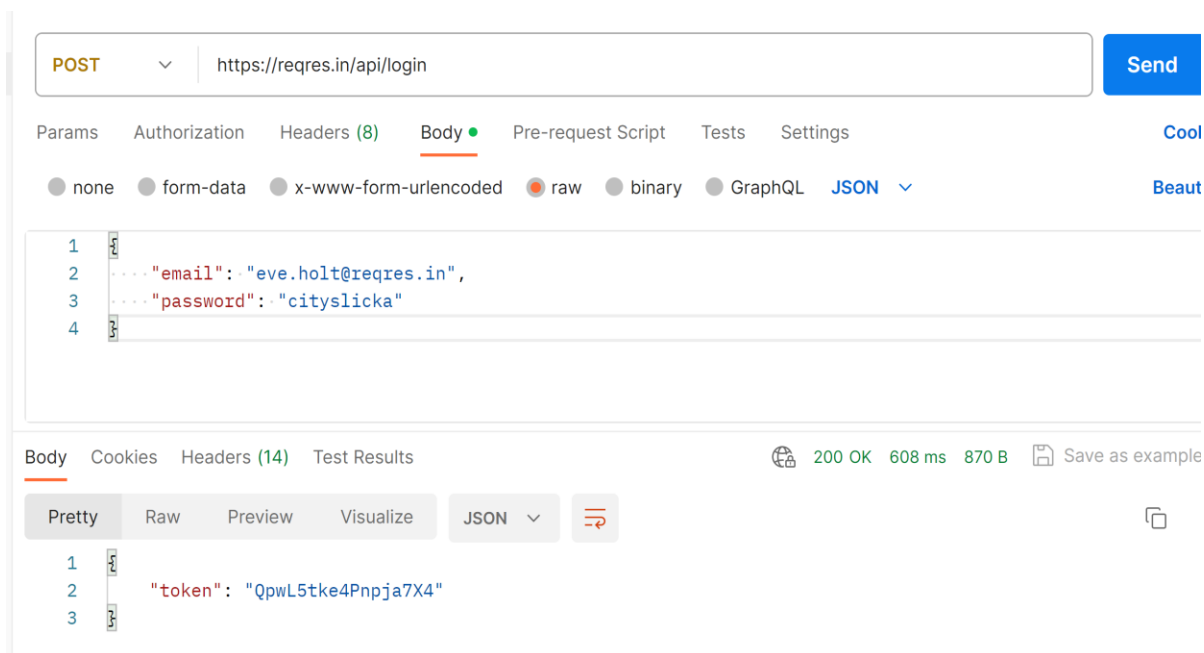 POST https://reqres.in/api/login Send
Params Authorization Headers (8) Body Pre-request Script Tests Settings Cool
none form-data x-www-form-urlencoded raw binary GraphQL JSON Beaut
1 {
2 "email": "eve.holt@reqres.in",
3 "password": "cityslicka"
4 }
Body Cookies Headers (14) Test Results 200 OK 608 ms 870 B Save as example
Pretty Raw Preview Visualize JSON
1 {
2 "token": "QpwL5tke4Pnpja7X4"
3 }